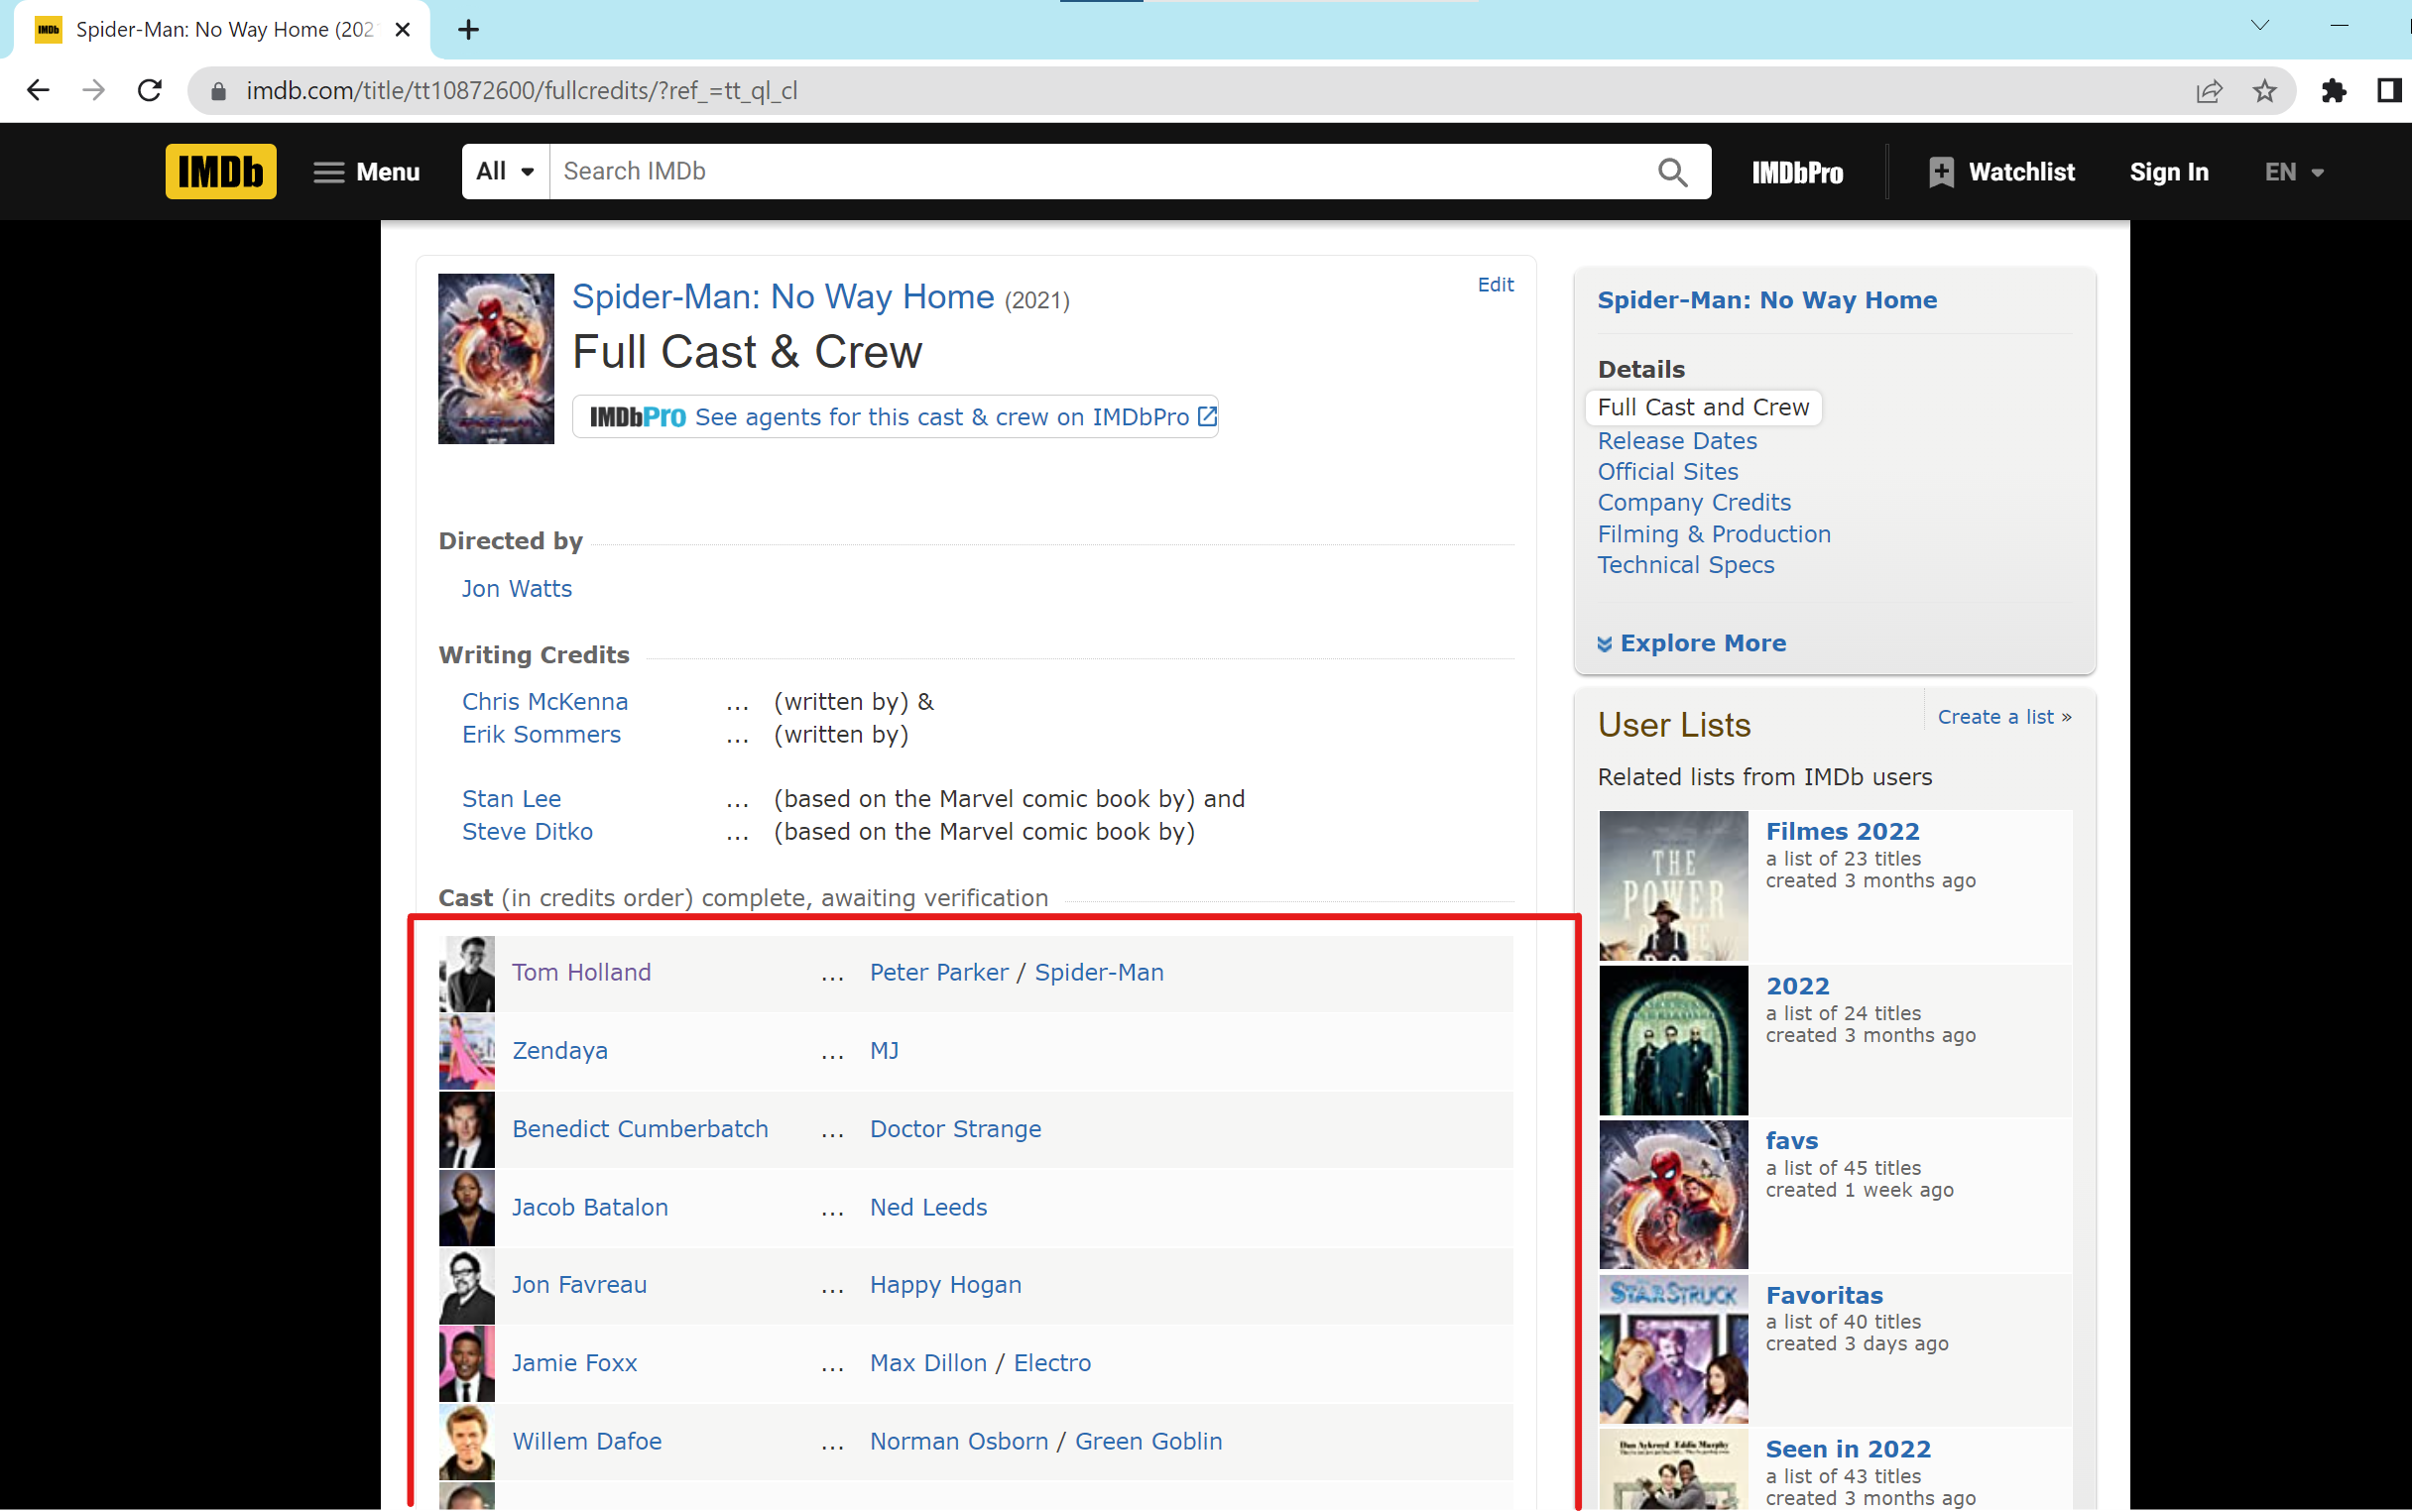 IMDb Spider-Man: No Way Home (202
imdb.com/title/tt10872600/fullcredits/?ref_=tt_ql_cl
IMDb Menu All Search IMDb IMDbPro Watchlist Sign In EN
Spider-Man: No Way Home (2021)
Edit
Full Cast & Crew
IMDbPro See agents for this cast & crew on IMDbPro
Directed by
Jon Watts
Writing Credits
Chris McKenna ... (written by) &
Erik Sommers ... (written by)
Stan Lee ... (based on the Marvel comic book by) and
Steve Ditko ... (based on the Marvel comic book by)
Cast (in credits order) complete, awaiting verification
Tom Holland ... Peter Parker / Spider-Man
Zendaya ... MJ
Benedict Cumberbatch ... Doctor Strange
Jacob Batalon ... Ned Leeds
Jon Favreau ... Happy Hogan
Jamie Foxx ... Max Dillon / Electro
Willem Dafoe ... Norman Osborn / Green Goblin
Spider-Man: No Way Home
Details
Full Cast and Crew
Release Dates
Official Sites
Company Credits
Filming & Production
Technical Specs
Explore More
User Lists
Create a list »
Related lists from IMDb users
THE
POWER
Filmes 2022
a list of 23 titles
created 3 months ago
2022
a list of 24 titles
created 3 months ago
favs
a list of 45 titles
created 1 week ago
STARSTRUCK
Favoritas
a list of 40 titles
created 3 days ago
Dan Aykroyd Eddie Murphy
Seen in 2022
a list of 43 titles
created 3 months ago